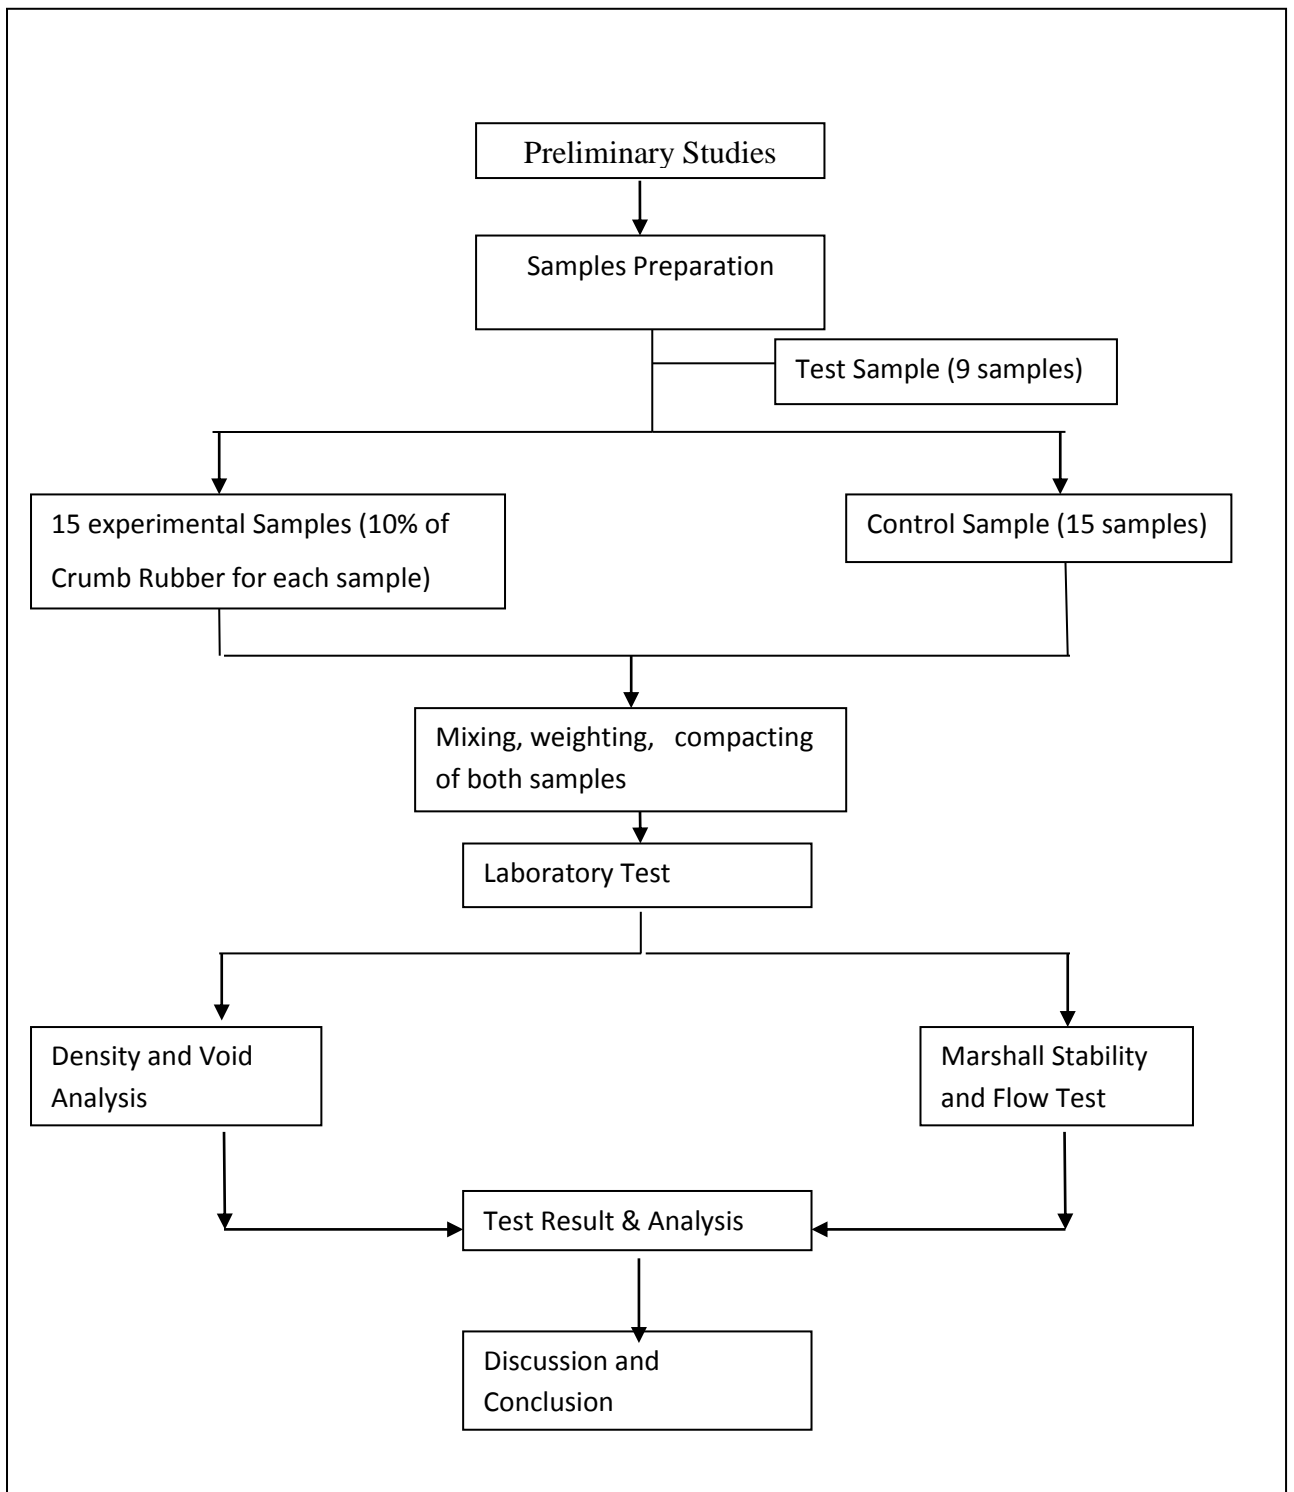 Preliminary Studies
Samples Preparation
Test Sample (9 samples)
15 experimental Samples (10% of
Crumb Rubber for each sample)
Control Sample (15 samples)
Mixing, weighting, compacting
of both samples
Laboratory Test
Density and Void
Analysis
Marshall Stability
and Flow Test
Test Result & Analysis
Discussion and
Conclusion